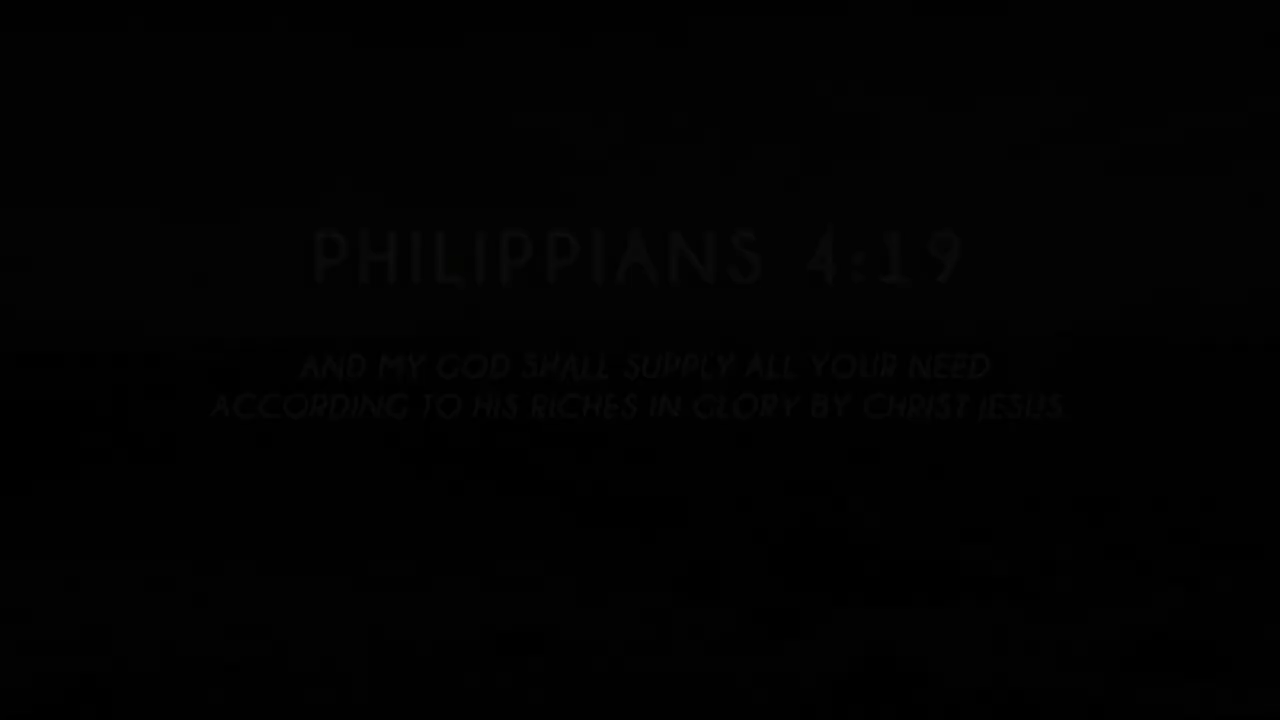 PHILIPPIANS 4:19
AND MY GOD SHALL SUPPLY ALL YOUR NEED
ACCORDING TO HIS RICHES IN GLORY BY CHRIST JESUS.